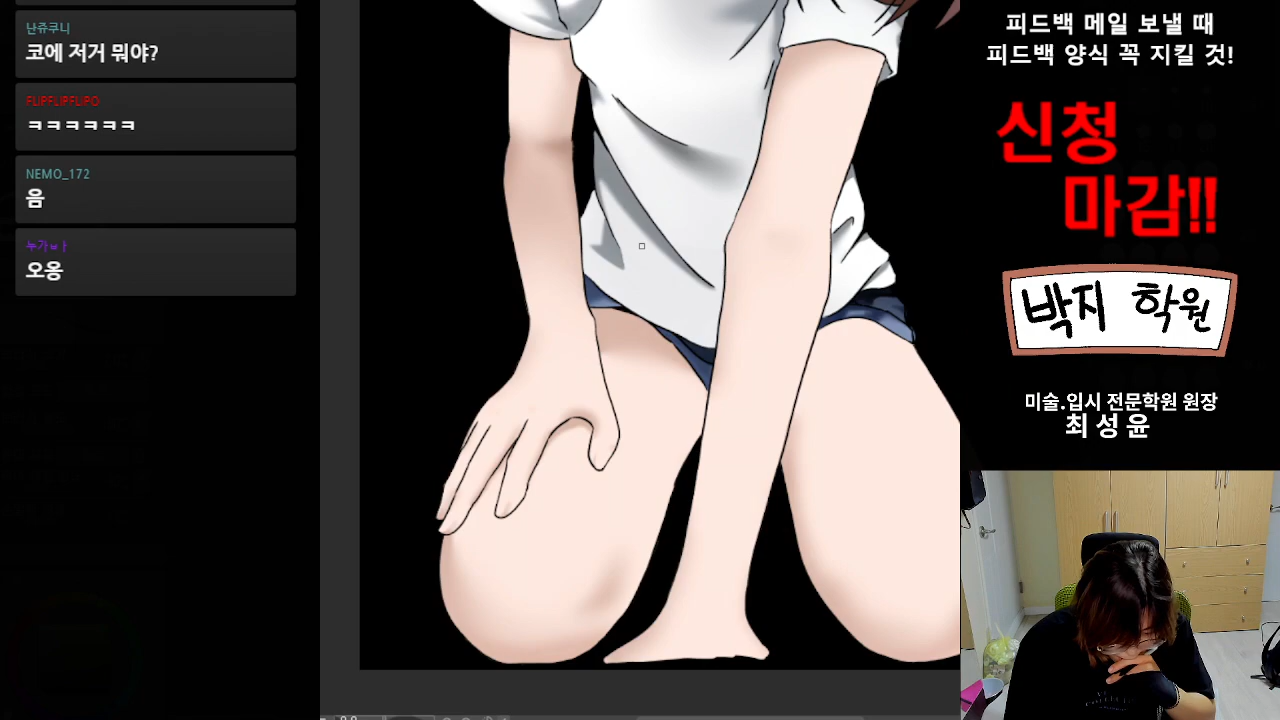 난쥬쿠니
코에 저거 뭐야?
FLIPFLIPFLIPO
ㅋㅋㅋㅋㅋㅋ
NEMO_172
음
누가ㅂㅏ
오옹
피드백 메일 보낼 때
피드백 양식 꼭 지킬 것!
신청
마감!!
박지 학원
미술.입시 전문학원 원장
최성윤